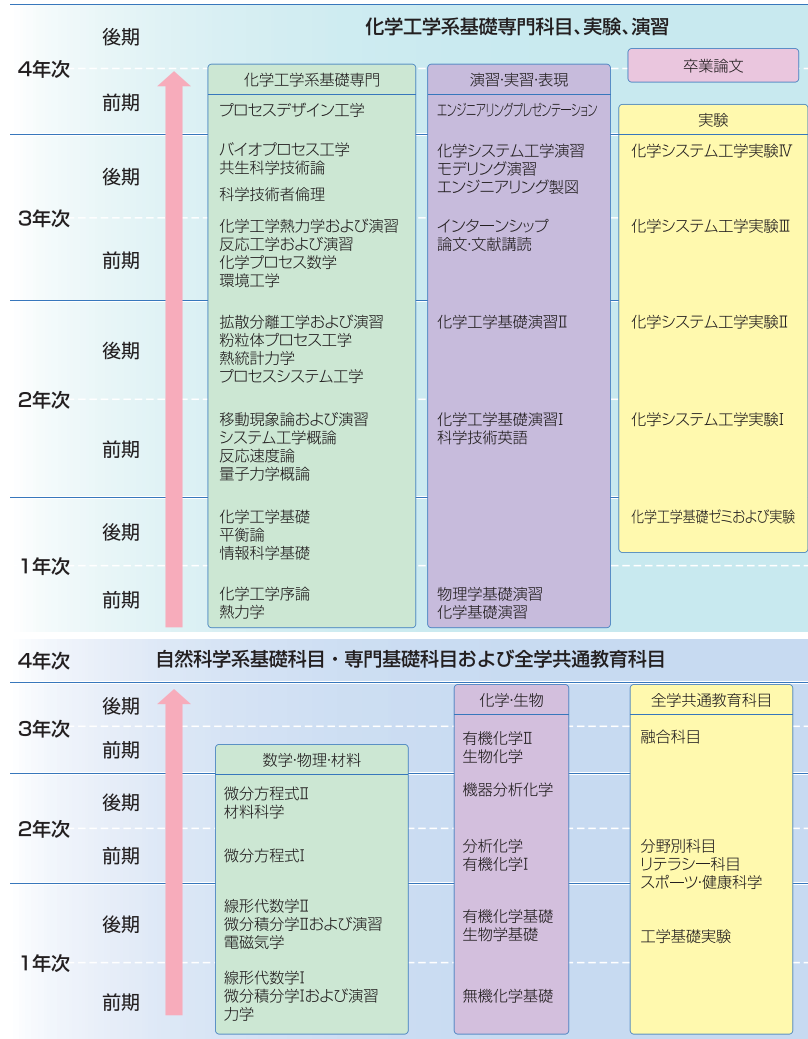 化学工学系基礎専門科目、実験、演習
4年次
後期
前期
3年次
後期
前期
2年次
後期
前期
1年次
後期
前期
化学工学系基礎専門
プロセスデザイン工学
バイオプロセス工学
共生科学技術論
科学技術者倫理
化学工学熱力学および演習
反応工学および演習
化学プロセス数学
環境工学
拡散分離工学および演習
粉粒体プロセス工学
熱統計力学
プロセスシステム工学
移動現象論および演習
システム工学概論
反応速度論
量子力学概論
化学工学基礎
平衡論
情報科学基礎
化学工学序論
熱力学
演習・実習・表現
エンジニアリングプレゼンテーション
化学システム工学演習
モデリング演習
エンジニアリング製図
インターンシップ
論文・文献講読
化学工学基礎演習Ⅱ
化学工学基礎演習Ⅰ
科学技術英語
物理学基礎演習
化学基礎演習
卒業論文
実験
化学システム工学実験Ⅳ
化学システム工学実験Ⅲ
化学システム工学実験Ⅱ
化学システム工学実験Ⅰ
化学工学基礎ゼミおよび実験
自然科学系基礎科目・専門基礎科目および全学共通教育科目
4年次
3年次
後期
前期
2年次
後期
前期
1年次
後期
前期
数学・物理・材料
微分方程式Ⅱ
材料科学
微分方程式Ⅰ
線形代数学Ⅱ
微分積分学Ⅱおよび演習
電磁気学
線形代数学Ⅰ
微分積分学Ⅰおよび演習
力学
化学・生物
有機化学Ⅱ
生物化学
機器分析化学
分析化学
有機化学Ⅰ
有機化学基礎
生物学基礎
無機化学基礎
全学共通教育科目
融合科目
分野別科目
リテラシー科目
スポーツ・健康科学
工学基礎実験